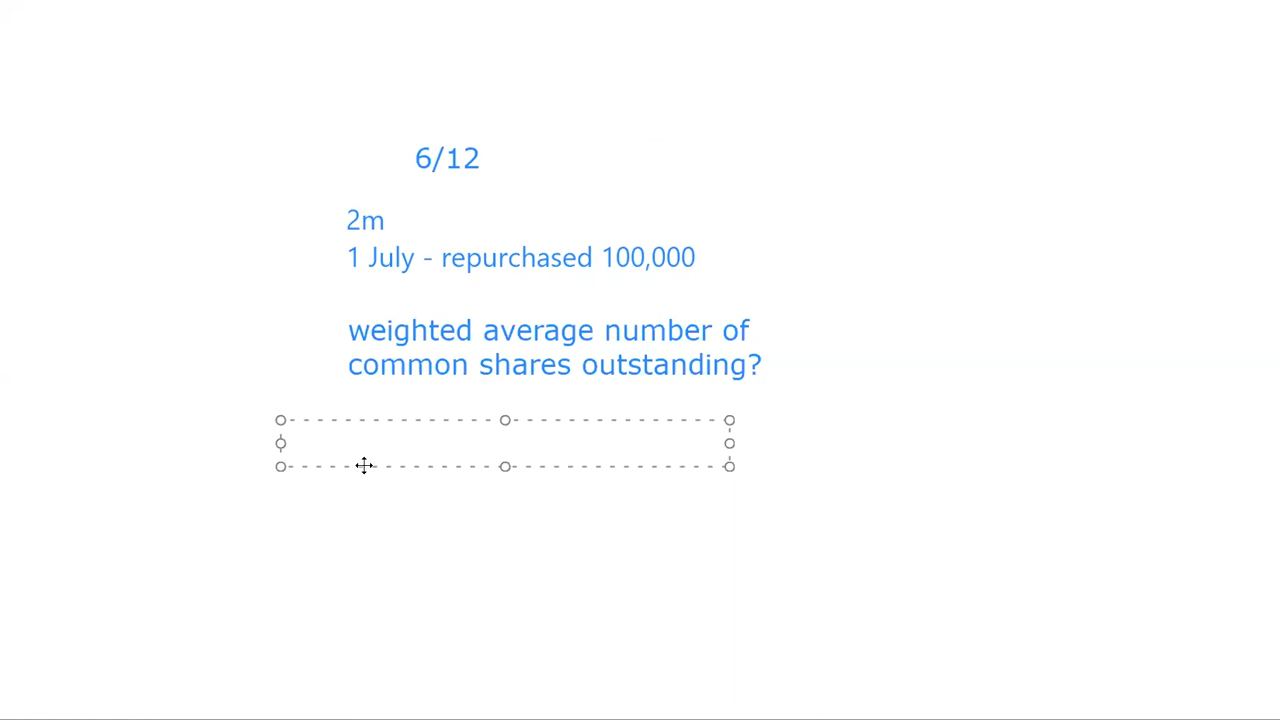 6/12
2m
1 July - repurchased 100,000
weighted average number of
common shares outstanding?